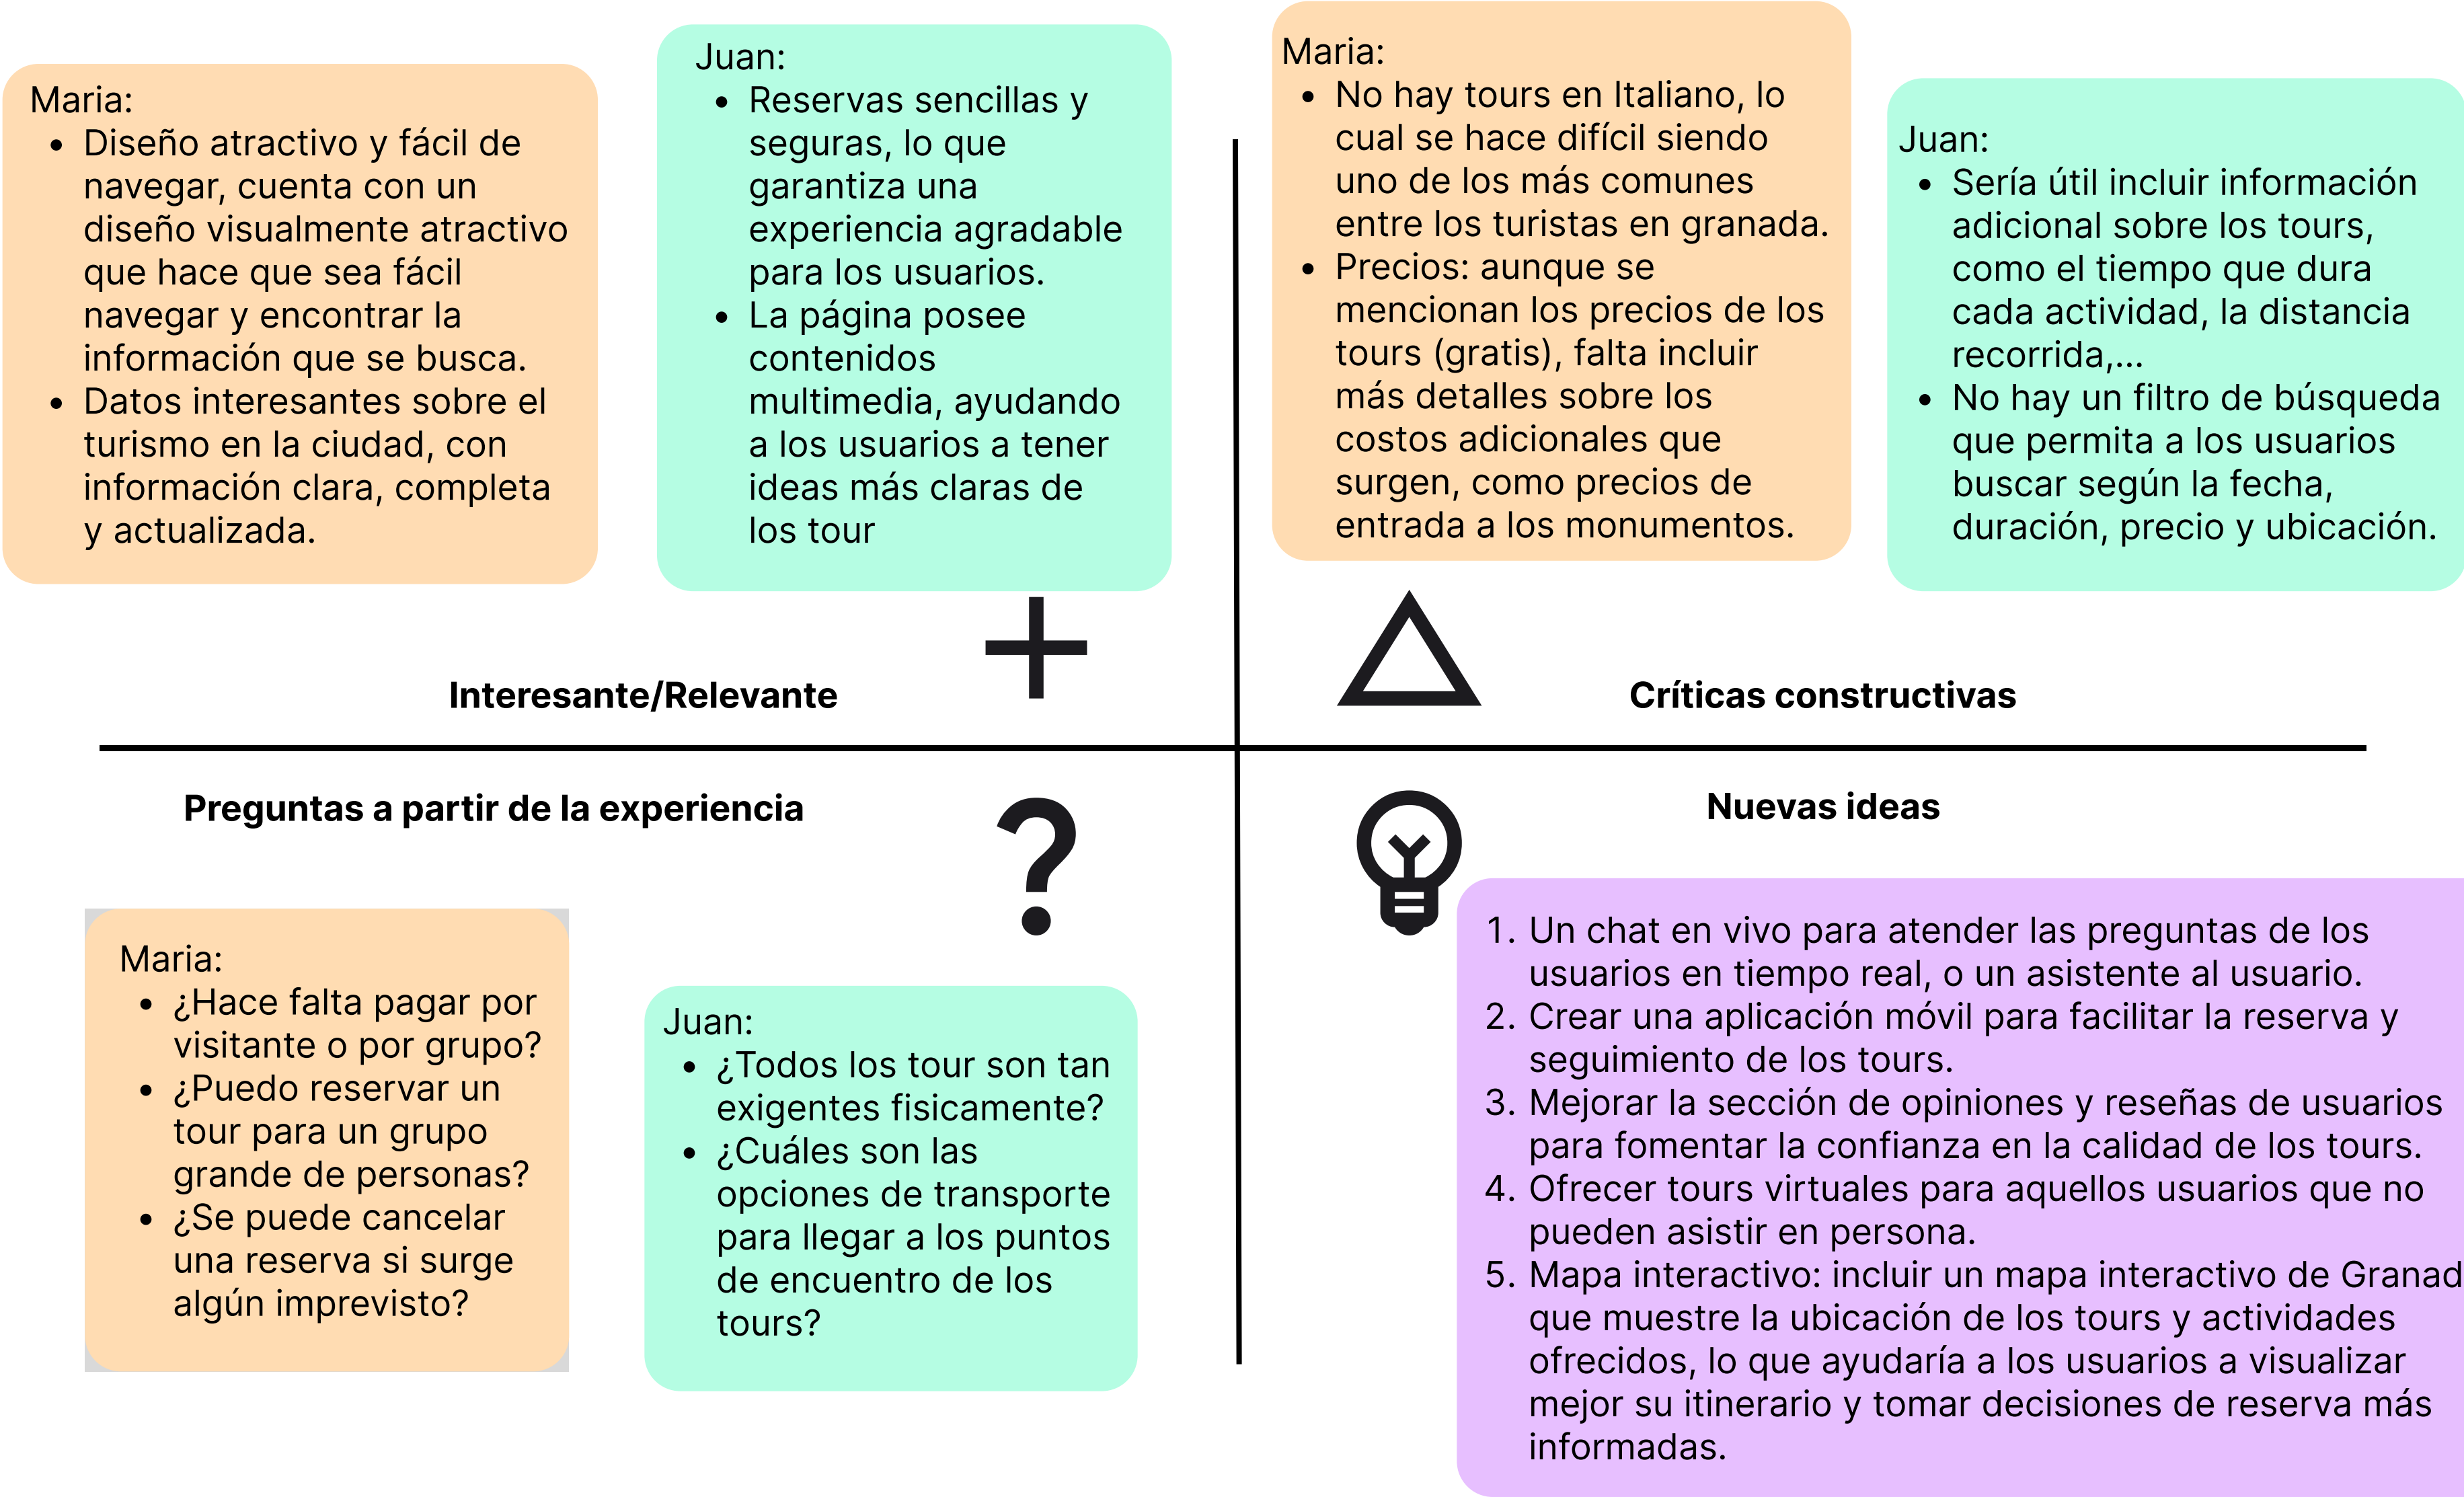 Maria:
• Diseño atractivo y fácil de
navegar, cuenta con un
diseño visualmente atractivo
que hace que sea fácil
navegar y encontrar la
información que se busca.
• Datos interesantes sobre el
turismo en la ciudad, con
información clara, completa
y actualizada.
Juan:
• Reservas sencillas y
seguras, lo que
garantiza una
experiencia agradable
para los usuarios.
• La página posee
contenidos
multimedia, ayudando
a los usuarios a tener
ideas más claras de
los tour
Interesante/Relevante
Maria:
• No hay tours en Italiano, lo
cual se hace difícil siendo
uno de los más comunes
entre los turistas en granada.
• Precios: aunque se
mencionan los precios de los
tours (gratis), falta incluir
más detalles sobre los
costos adicionales que
surgen, como precios de
entrada a los monumentos.
Juan:
• Sería útil incluir información
adicional sobre los tours,
como el tiempo que dura
cada actividad, la distancia
recorrida,...
• No hay un filtro de búsqueda
que permita a los usuarios
buscar según la fecha,
duración, precio y ubicación.
Críticas constructivas
Preguntas a partir de la experiencia
Maria:
• ¿Hace falta pagar por
visitante o por grupo?
• ¿Puedo reservar un
tour para un grupo
grande de personas?
• ¿Se puede cancelar
una reserva si surge
algún imprevisto?
Juan:
• ¿Todos los tour son tan
exigentes fisicamente?
• ¿Cuáles son las
opciones de transporte
para llegar a los puntos
de encuentro de los
tours?
Nuevas ideas
1. Un chat en vivo para atender las preguntas de los
usuarios en tiempo real, o un asistente al usuario.
2. Crear una aplicación móvil para facilitar la reserva y
seguimiento de los tours.
3. Mejorar la sección de opiniones y reseñas de usuarios
para fomentar la confianza en la calidad de los tours.
4. Ofrecer tours virtuales para aquellos usuarios que no
pueden asistir en persona.
5. Mapa interactivo: incluir un mapa interactivo de Granad
que muestre la ubicación de los tours y actividades
ofrecidos, lo que ayudaría a los usuarios a visualizar
mejor su itinerario y tomar decisiones de reserva más
informadas.